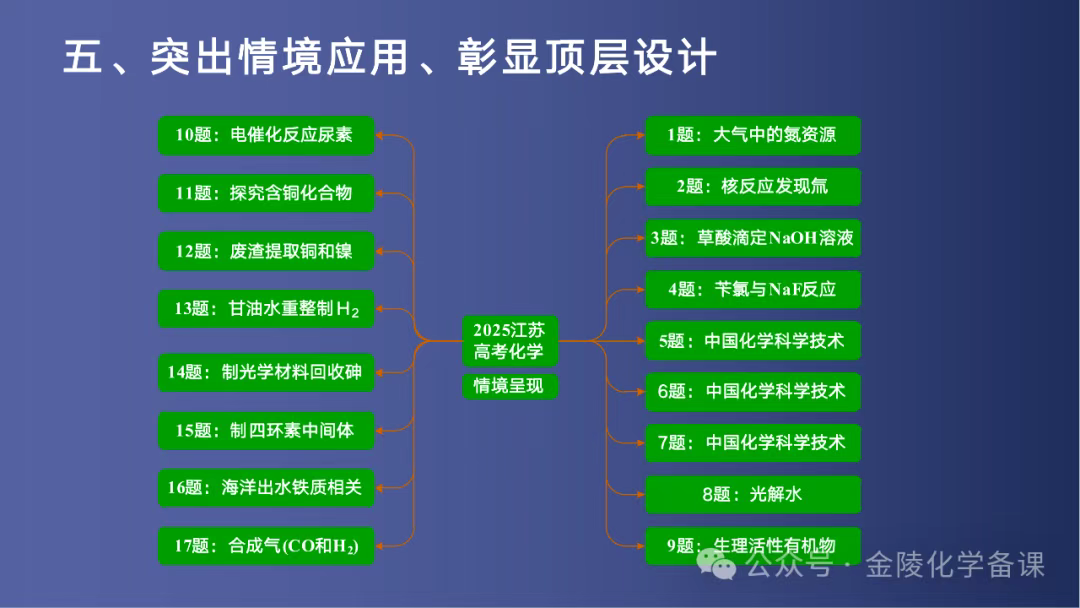 五、突出情境应用、彰显顶层设计
10题：电催化反应尿素
11题：探究含铜化合物
12题：废渣提取铜和镍
13题：甘油水重整制H₂
14题：制光学材料回收砷
15题：制四环素中间体
16题：海洋出水铁质相关
17题：合成气(CO和H₂)
2025江苏
高考化学
情境呈现
1题：大气中的氮资源
2题：核反应发现氚
3题：草酸滴定NaOH溶液
4题：苄氯与NaF反应
5题：中国化学科学技术
6题：中国化学科学技术
7题：中国化学科学技术
8题：光解水
9题：生理活性有机物
公众号·金陵化学备课